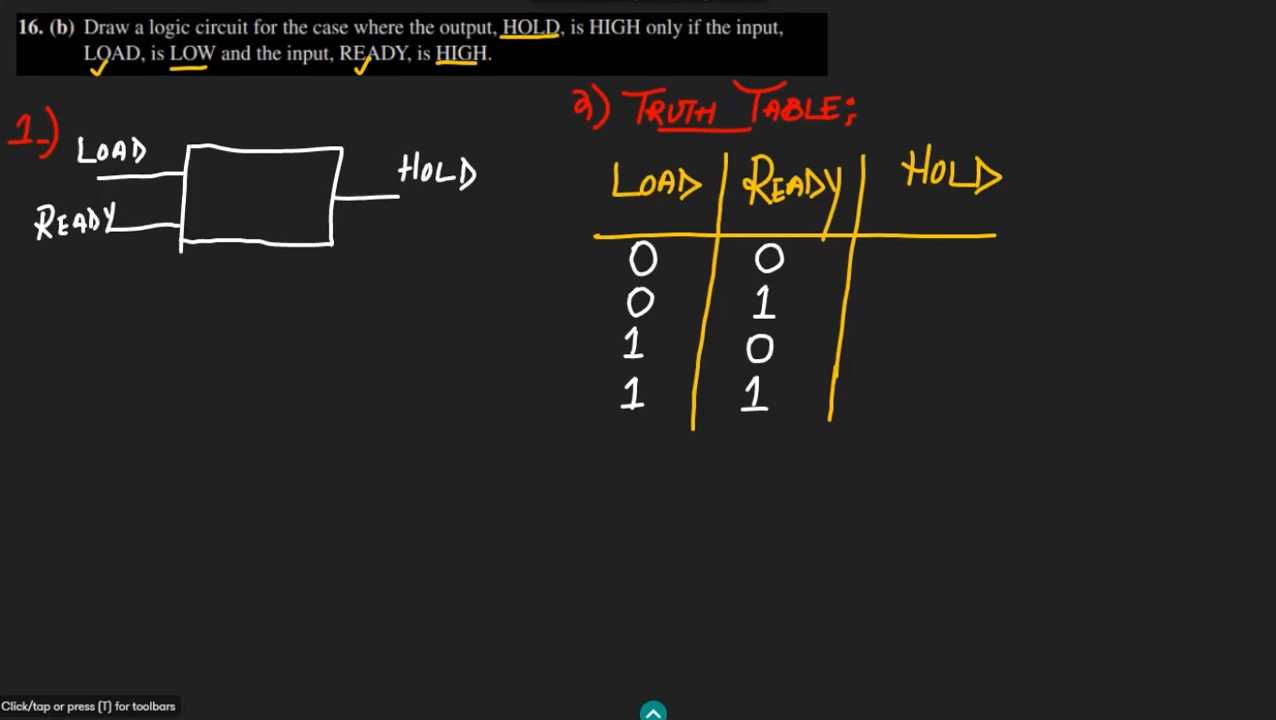 16. (b) Draw a logic circuit for the case where the output, HOLD, is HIGH only if the input,
LOAD, is LOW and the input, READY, is HIGH.
1-)
LOAD
READY
HOLD
2) TRUTH TABLE:
LOAD READY HOLD
0 0
0 1
1 0
1 1
Click/tap or press (T) for toolbars